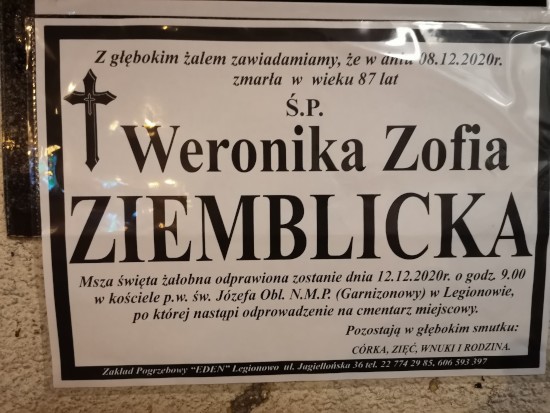 Z głębokim żalem zawiadamiamy, że w dniu 08.12.2020r.
zmarła w wieku 87 lat
Ś.P.
Weronika Zofia
ZIEMBLICKA
Msza święta żałobna odprawiona zostanie dnia 12.12.2020r. o godz. 9.00
w kościele p.w. św. Józefa Obl. N.M.P. (Garnizonowy) w Legionowie,
po której nastąpi odprowadzenie na cmentarz miejscowy.
Pozostają w głębokim smutku:
CÓRKA, ZIĘĆ, WNUKI I RODZINA.
Zakład Pogrzebowy “EDEN” Legionowo ul. Jagiellońska 36 tel. 22 774 29 85, 606 593 397